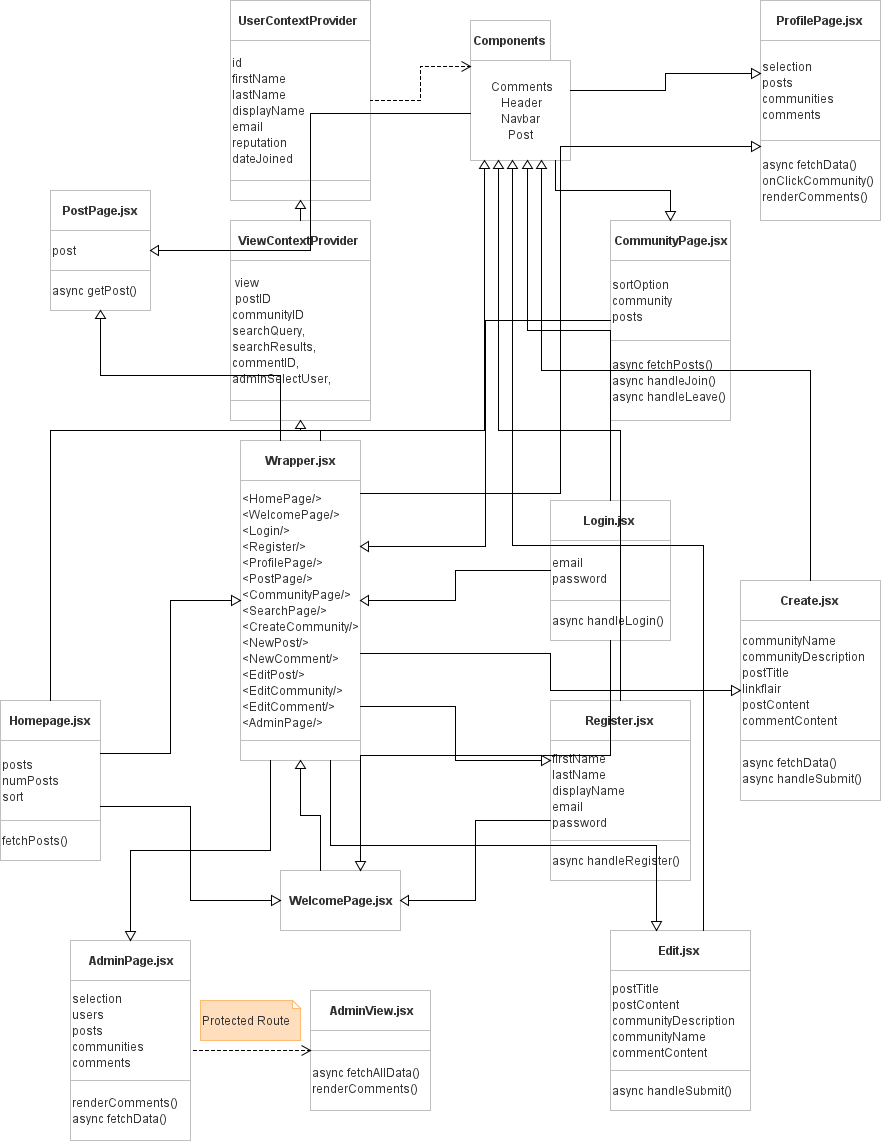 UserContextProvider
id
firstName
lastName
displayName
email
reputation
dateJoined
Components
Comments
Header
Navbar
Post
ProfilePage.jsx
selection
posts
communities
comments
async fetchData()
onClickCommunity()
renderComments()
PostPage.jsx
post
async getPost()
ViewContextProvider
view
postID
communityID
searchQuery,
searchResults,
commentID,
adminSelectUser,
CommunityPage.jsx
sortOption
community
posts
async fetchPosts()
async handleJoin()
async handleLeave()
Wrapper.jsx
<HomePage/>
<WelcomePage/>
<Login/>
<Register/>
<ProfilePage/>
<PostPage/>
<CommunityPage/>
<SearchPage/>
<CreateCommunity/>
<NewPost/>
<NewComment/>
<EditPost/>
<EditCommunity/>
<EditComment/>
<AdminPage/>
Login.jsx
email
password
async handleLogin()
Create.jsx
communityName
communityDescription
postTitle
linkflair
postContent
commentContent
async fetchData()
async handleSubmit()
Homepage.jsx
posts
numPosts
sort
fetchPosts()
Register.jsx
firstName
lastName
displayName
email
password
async handleRegister()
WelcomePage.jsx
AdminPage.jsx
selection
users
posts
communities
comments
renderComments()
async fetchData()
Protected Route
AdminView.jsx
async fetchAllData()
renderComments()
Edit.jsx
postTitle
postContent
communityDescription
communityName
commentContent
async handleSubmit()